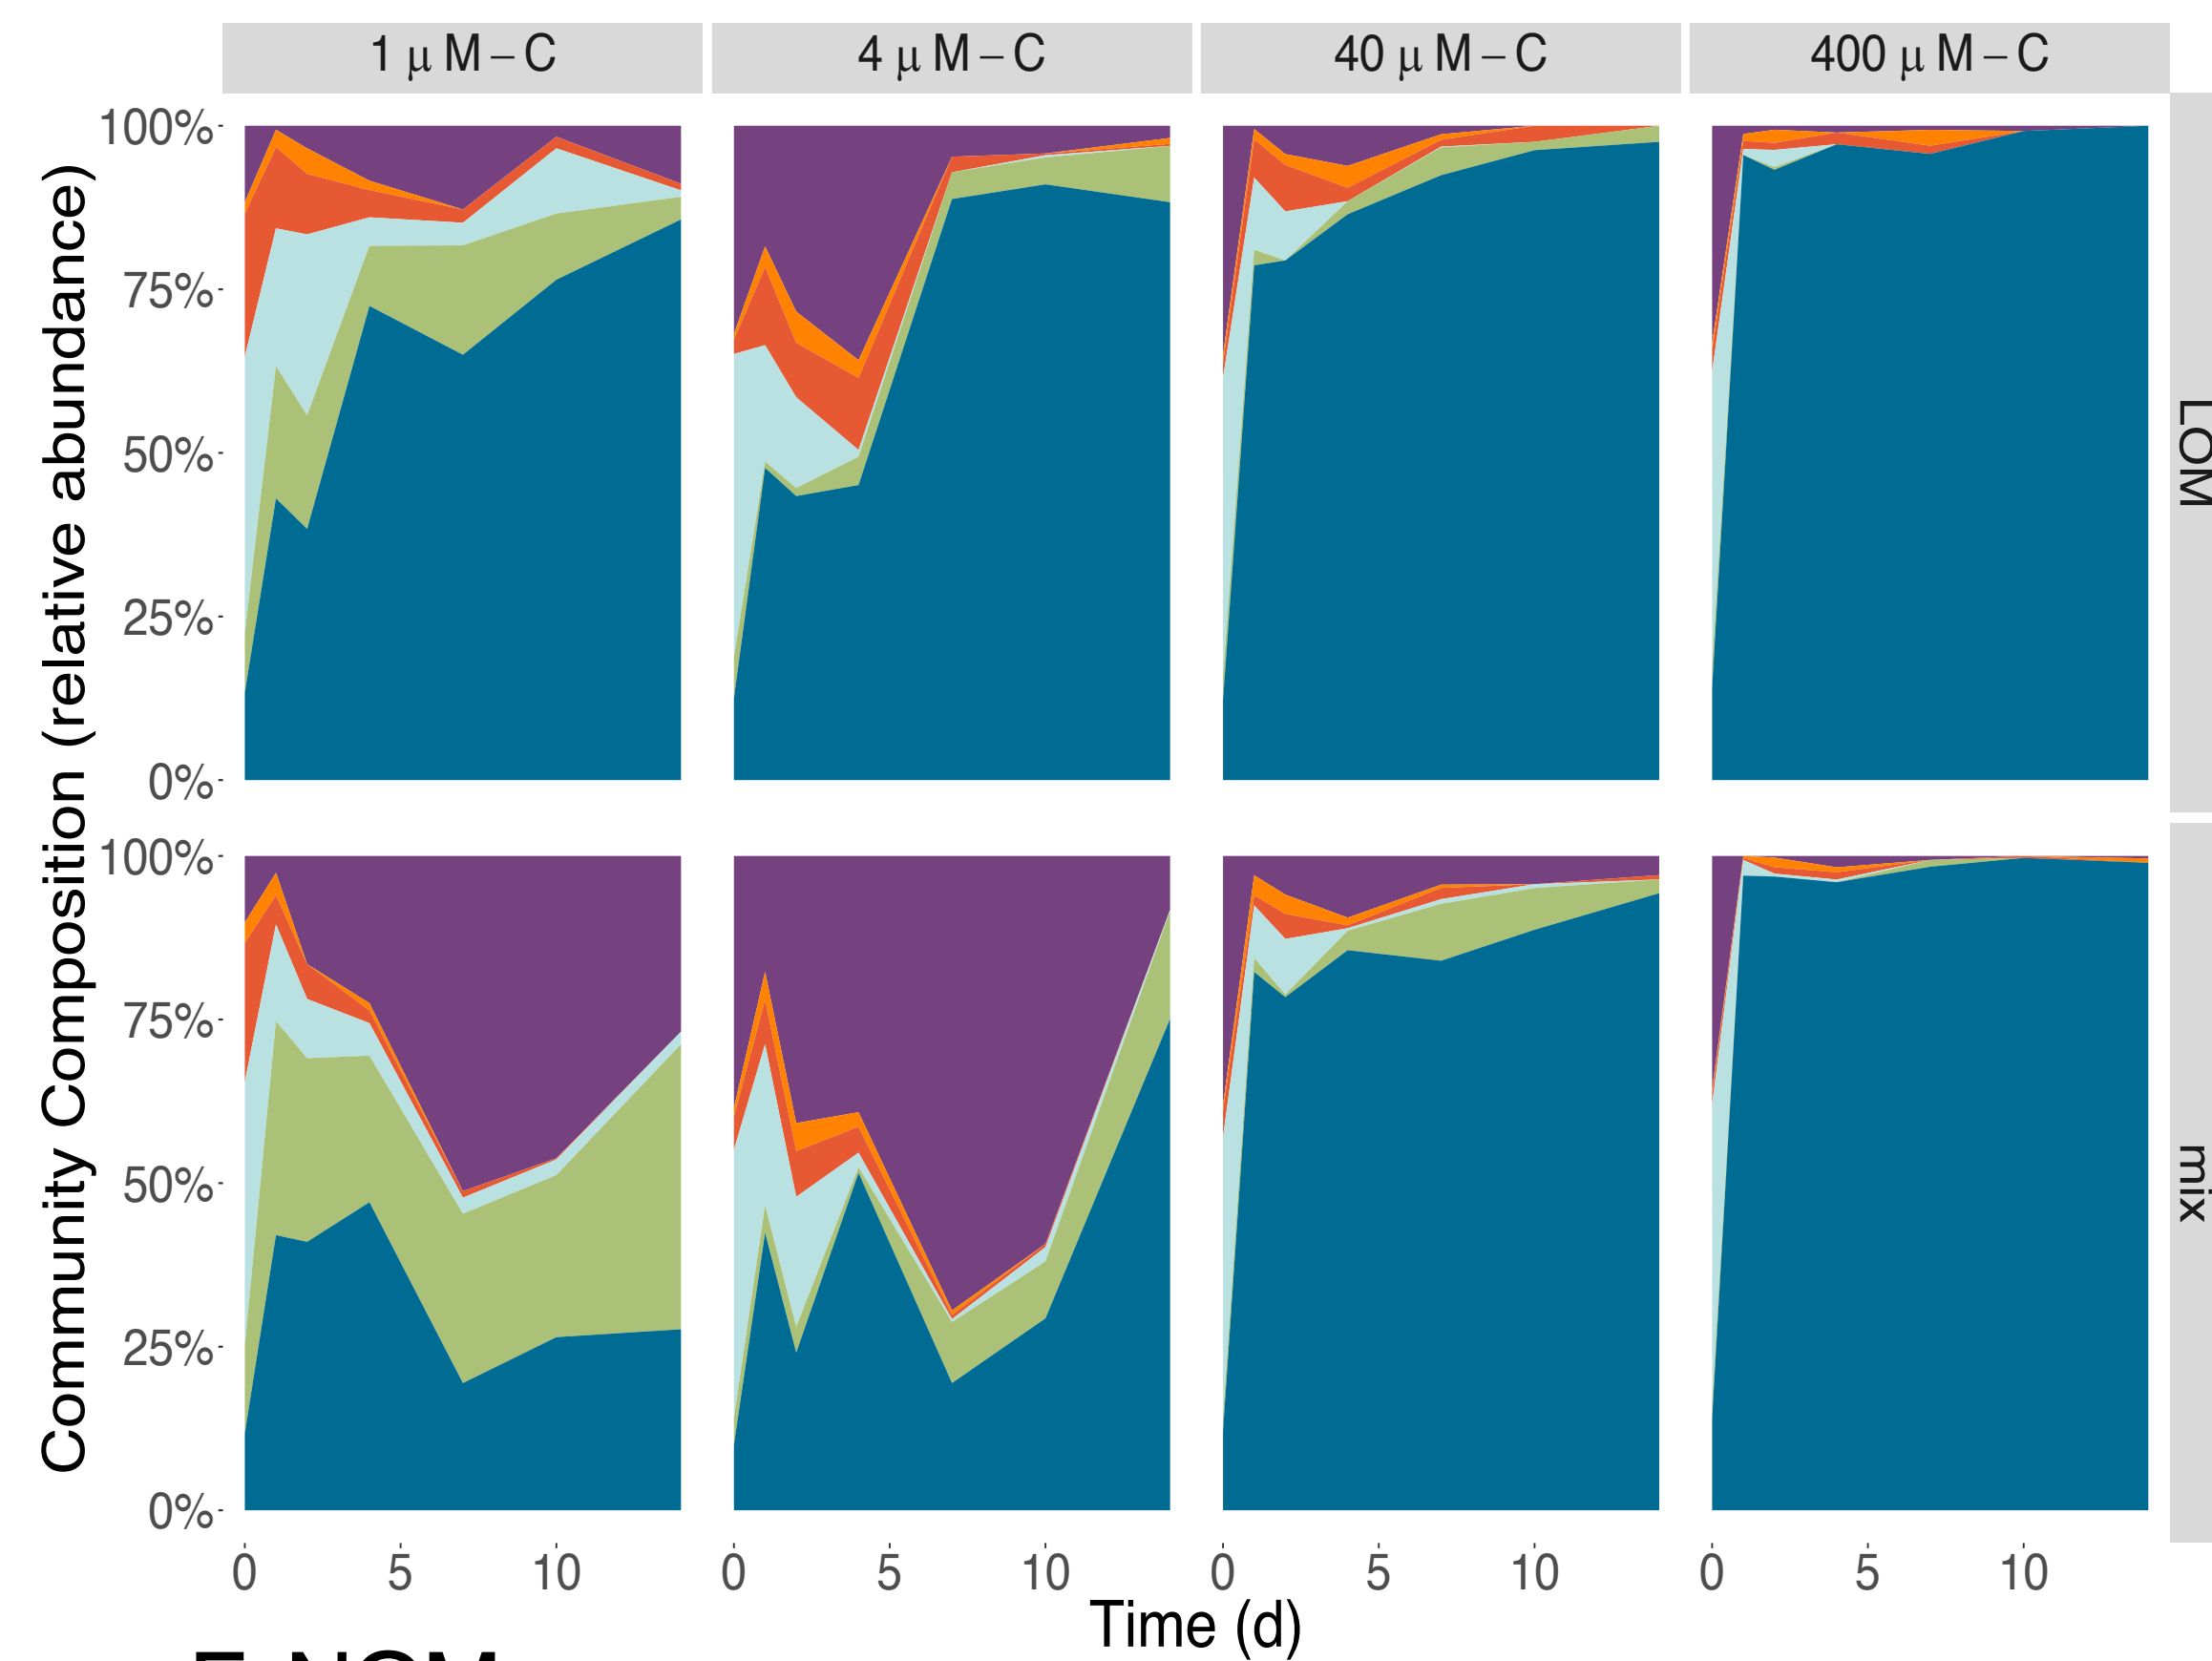 1 μ M – C
4 μ M – C
40 μ M – C
400 μ M – C
Community Composition (relative abundance)
100%
75%
50%
25%
0%
LOM
100%
75%
50%
25%
0%
mix
0 5 10
0 5 10
0 5 10
0 5 10
Time (d)